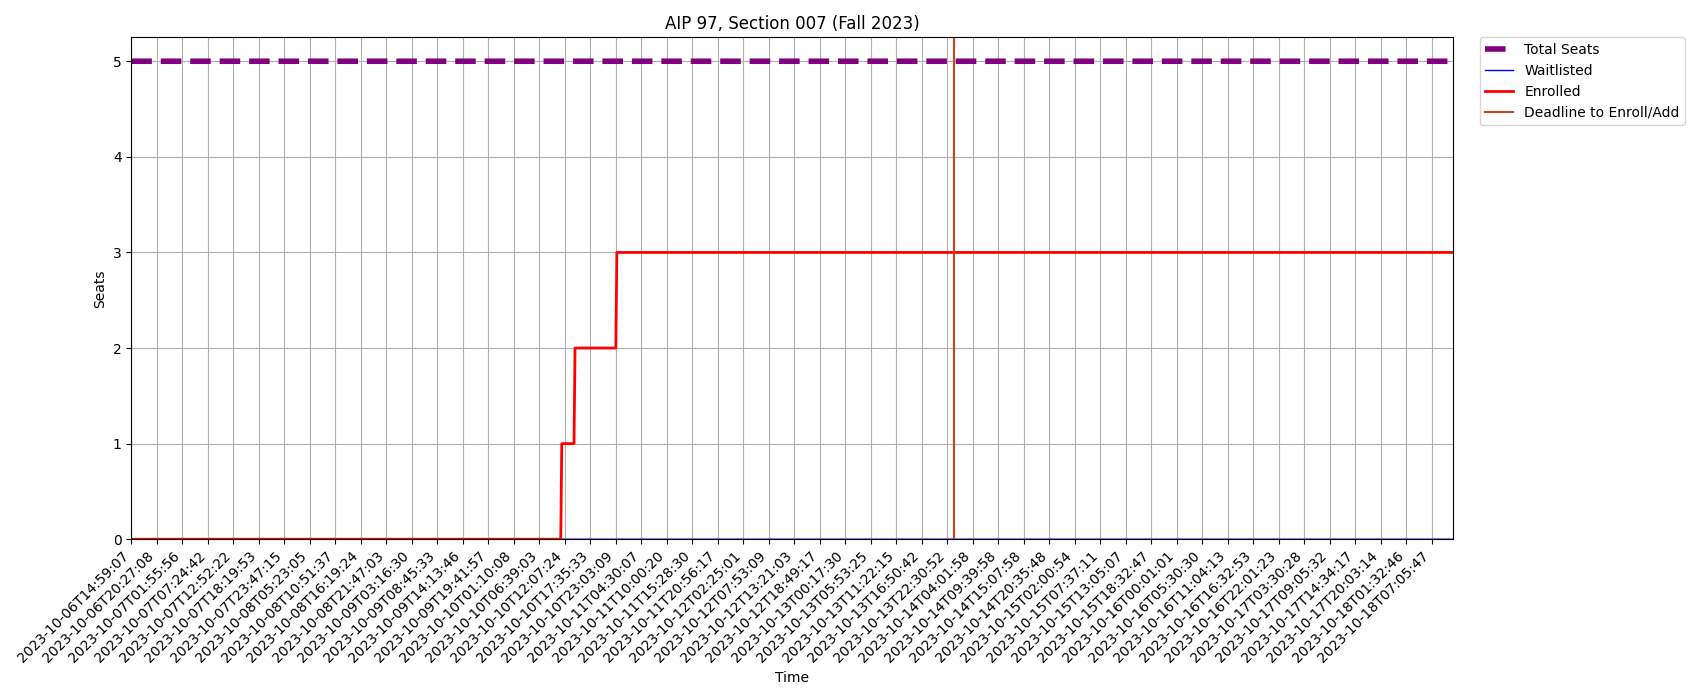 AIP 97, Section 007 (Fall 2023)
Total Seats
Waitlisted
Enrolled
Deadline to Enroll/Add
5
4
3
2
1
0
Seats
2023-10-06T14:59:07
2023-10-06T20:27:08
2023-10-07T01:55:56
2023-10-07T07:24:42
2023-10-07T12:52:22
2023-10-07T18:19:53
2023-10-07T23:47:15
2023-10-08T05:23:05
2023-10-08T10:51:37
2023-10-08T16:19:24
2023-10-08T21:47:03
2023-10-09T03:16:30
2023-10-09T08:45:33
2023-10-09T14:13:46
2023-10-09T19:41:57
2023-10-10T01:10:08
2023-10-10T06:39:03
2023-10-10T12:07:24
2023-10-10T17:35:33
2023-10-10T23:03:09
2023-10-11T04:30:07
2023-10-11T10:00:20
2023-10-11T15:28:30
2023-10-11T20:56:17
2023-10-12T02:25:01
2023-10-12T07:53:09
2023-10-12T13:21:03
2023-10-12T18:49:17
2023-10-13T00:17:30
2023-10-13T05:53:25
2023-10-13T11:22:15
2023-10-13T16:50:42
2023-10-13T22:30:52
2023-10-14T04:01:58
2023-10-14T09:39:58
2023-10-14T15:07:58
2023-10-14T20:35:48
2023-10-15T02:00:54
2023-10-15T07:37:11
2023-10-15T13:05:07
2023-10-15T18:32:47
2023-10-16T00:01:01
2023-10-16T05:30:30
2023-10-16T11:04:13
2023-10-16T16:32:53
2023-10-16T22:01:23
2023-10-17T03:30:28
2023-10-17T09:05:32
2023-10-17T14:34:17
2023-10-17T20:03:14
2023-10-18T01:32:46
2023-10-18T07:05:47
Time